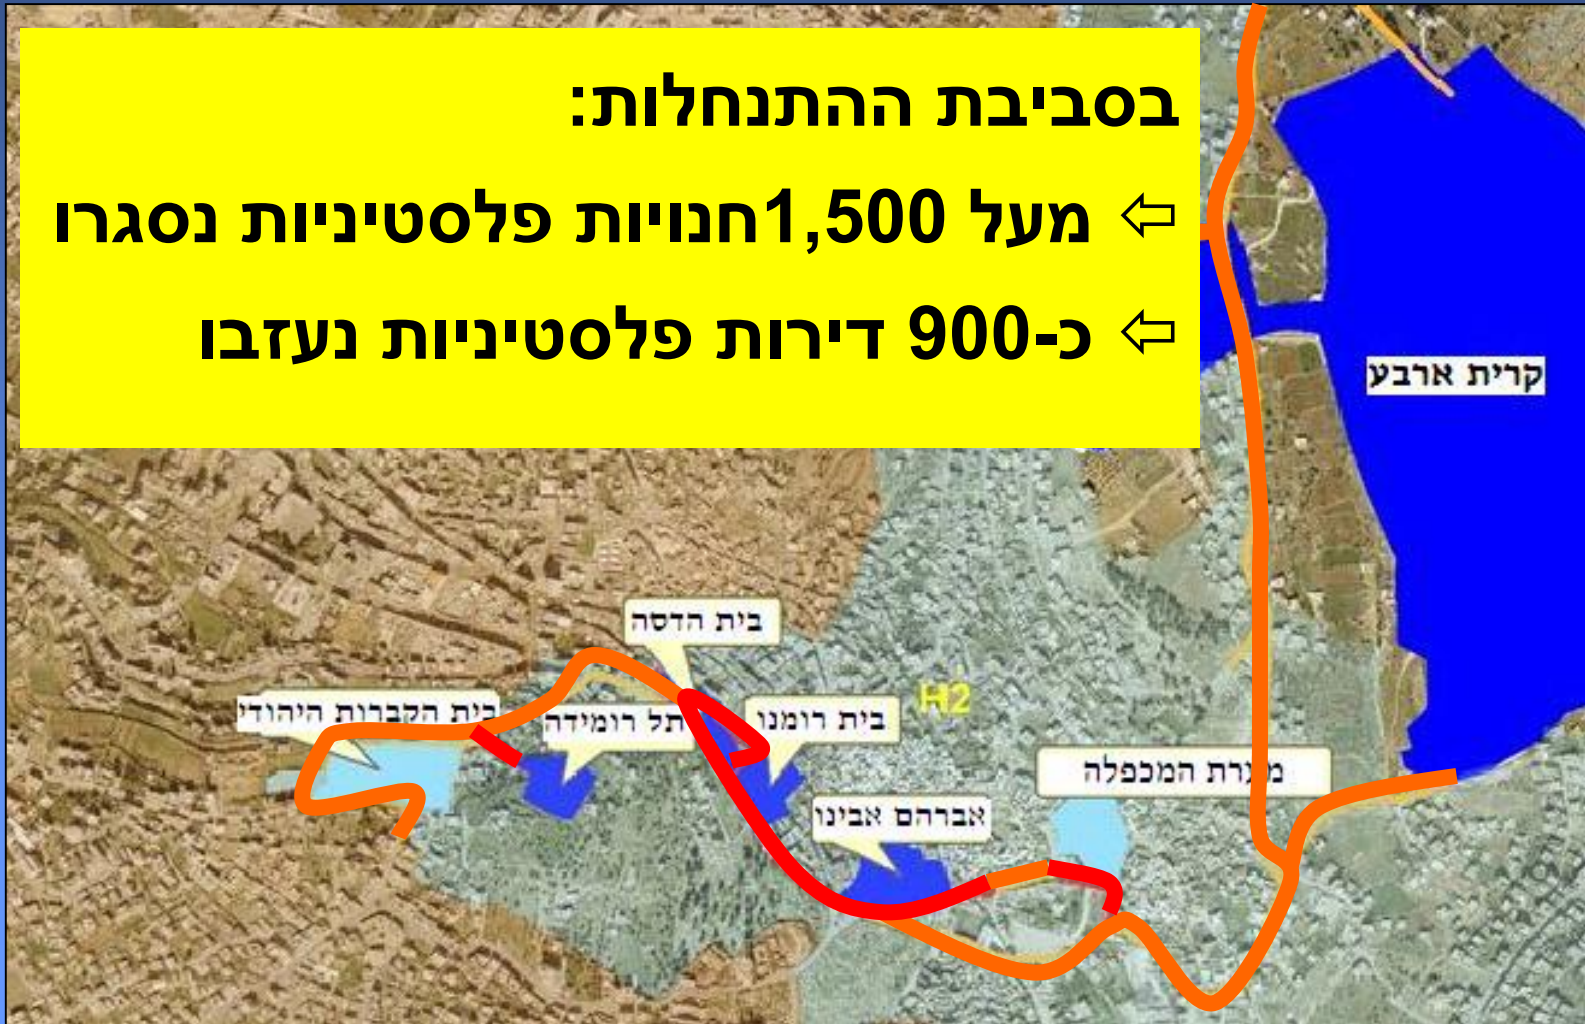 בסביבת ההתנחלות:
⇦ מעל 1,500חנויות פלסטיניות נסגרו
⇦ כ-900 דירות פלסטיניות נעזבו
קרית ארבע
בית הדסה
H2
בית הקברות היהודי
תל רומידה
בית רומנו
מערת המכפלה
אברהם אבינו